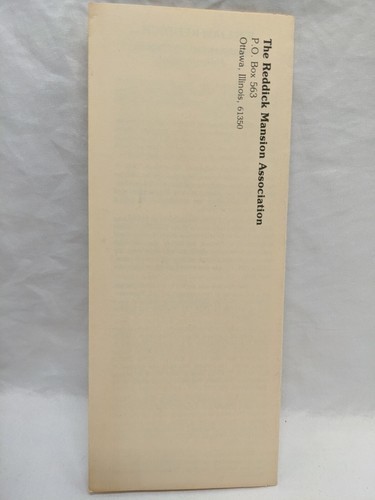 The Reddick Mansion Association
P.O. Box 563
Ottawa, Illinois, 61350